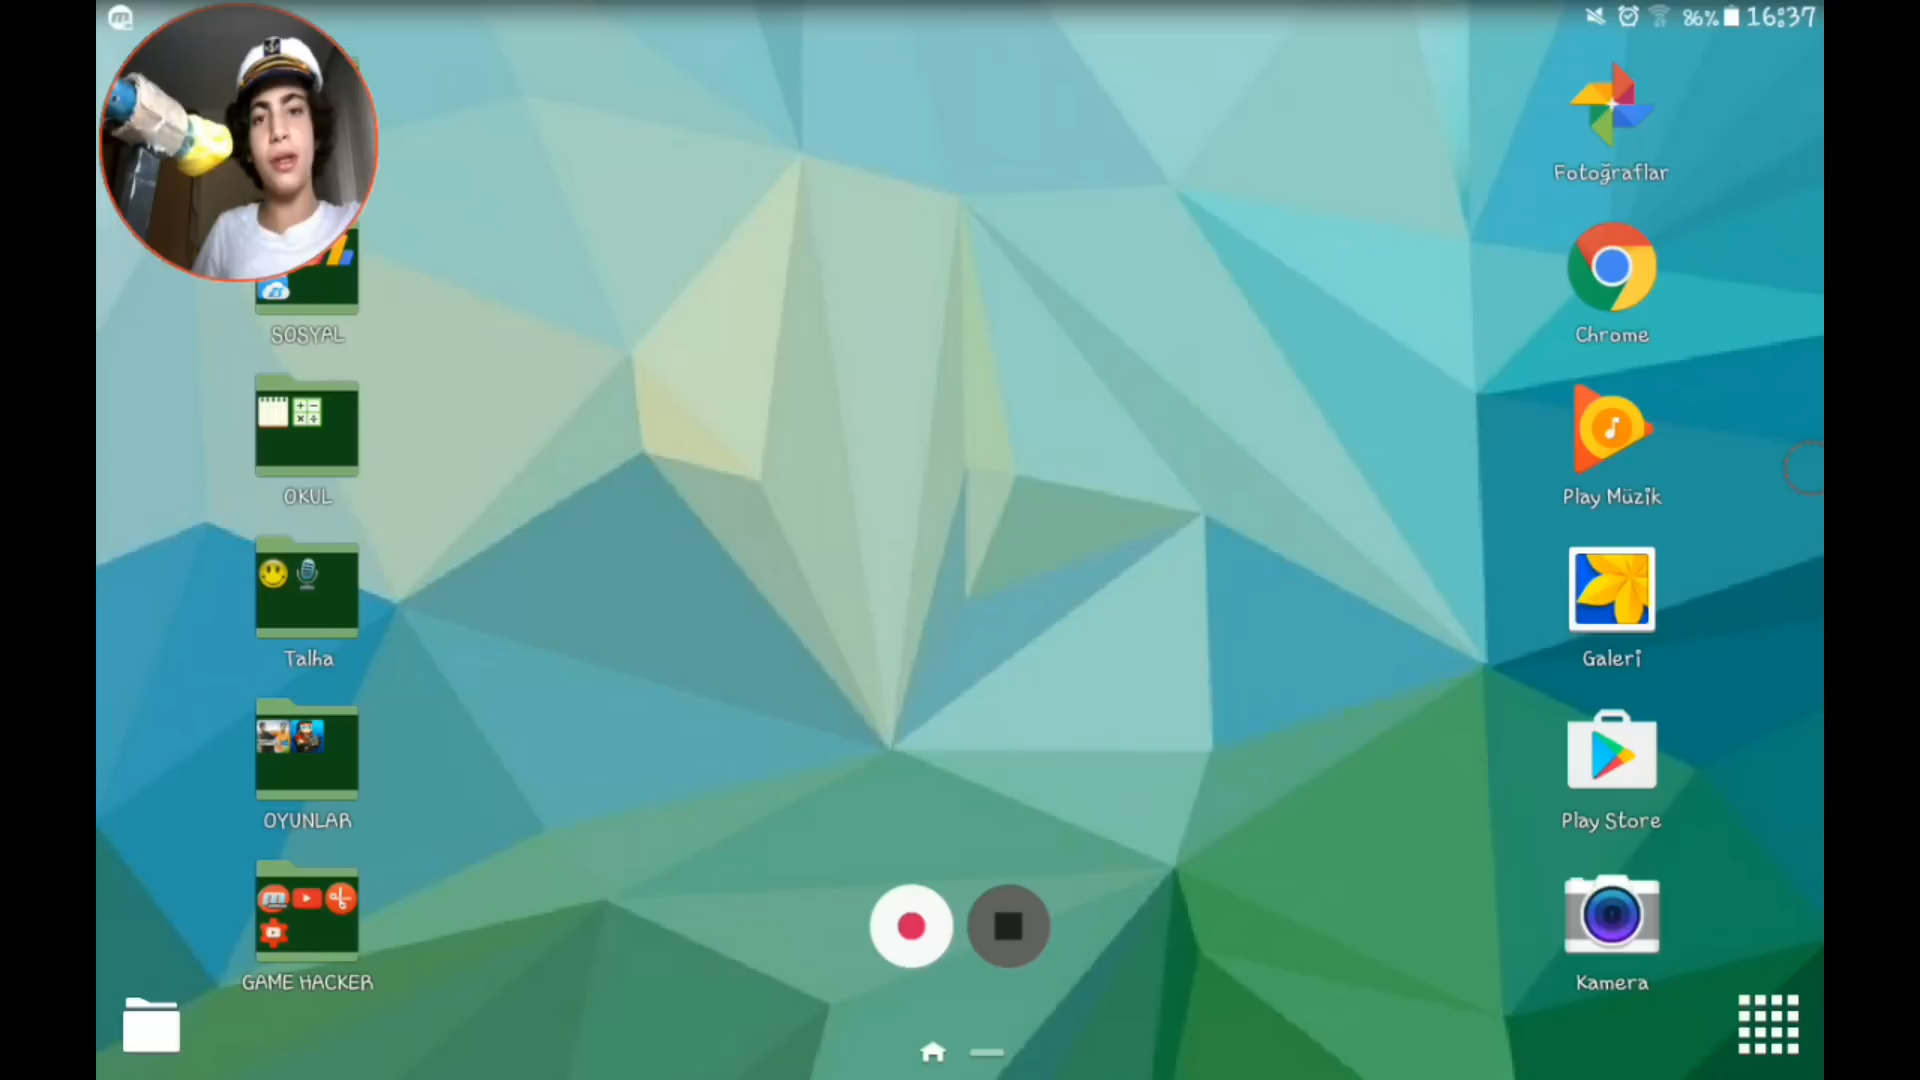 86% 16:37
Fotoğraflar
SOSYAL
Chrome
OKUL
Play Müzik
Talha
Galeri
OYUNLAR
Play Store
GAME HACKER
Kamera